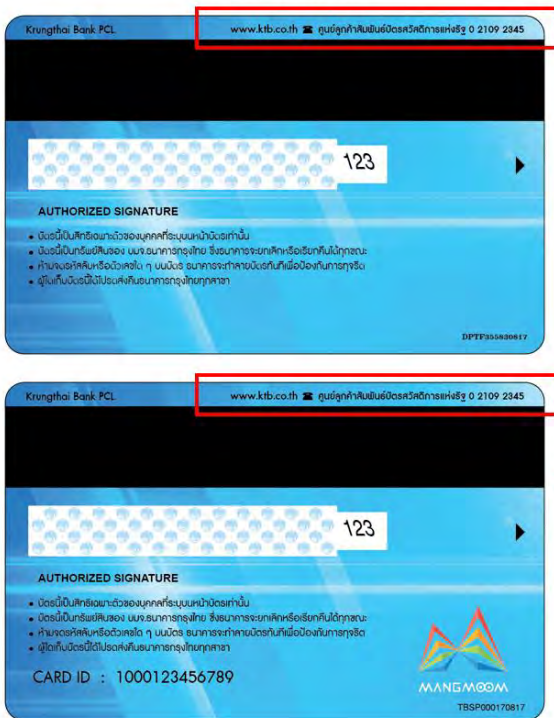 Krungthai Bank PCL www.ktb.co.th ☎ ศูนย์ลูกค้าสัมพันธ์บัตรสวัสดิการแห่งรัฐ 0 2109 2345
123
AUTHORIZED SIGNATURE
• บัตรนี้เป็นสิทธิเฉพาะตัวของบุคคลที่ระบุบนหน้าบัตรเท่านั้น
• บัตรนี้เป็นทรัพย์สินของ บมจ.ธนาคารกรุงไทย ซึ่งธนาคารจะยกเลิกหรือเรียกคืนได้ทุกขณะ
• ห้ามจดรหัสลับหรือตัวเลขใด ๆ บนบัตร ธนาคารจะทำลายบัตรทันทีเพื่อป้องกันการทุจริต
• ผู้ใดเก็บบัตรนี้ได้โปรดส่งคืนธนาคารกรุงไทยทุกสาขา
DPTF355830817
Krungthai Bank PCL www.ktb.co.th ☎ ศูนย์ลูกค้าสัมพันธ์บัตรสวัสดิการแห่งรัฐ 0 2109 2345
123
AUTHORIZED SIGNATURE
• บัตรนี้เป็นสิทธิเฉพาะตัวของบุคคลที่ระบุบนหน้าบัตรเท่านั้น
• บัตรนี้เป็นทรัพย์สินของ บมจ.ธนาคารกรุงไทย ซึ่งธนาคารจะยกเลิกหรือเรียกคืนได้ทุกขณะ
• ห้ามจดรหัสลับหรือตัวเลขใด ๆ บนบัตร ธนาคารจะทำลายบัตรทันทีเพื่อป้องกันการทุจริต
• ผู้ใดเก็บบัตรนี้ได้โปรดส่งคืนธนาคารกรุงไทยทุกสาขา
CARD ID : 1000123456789
MANGMOOM
TBSP000170817